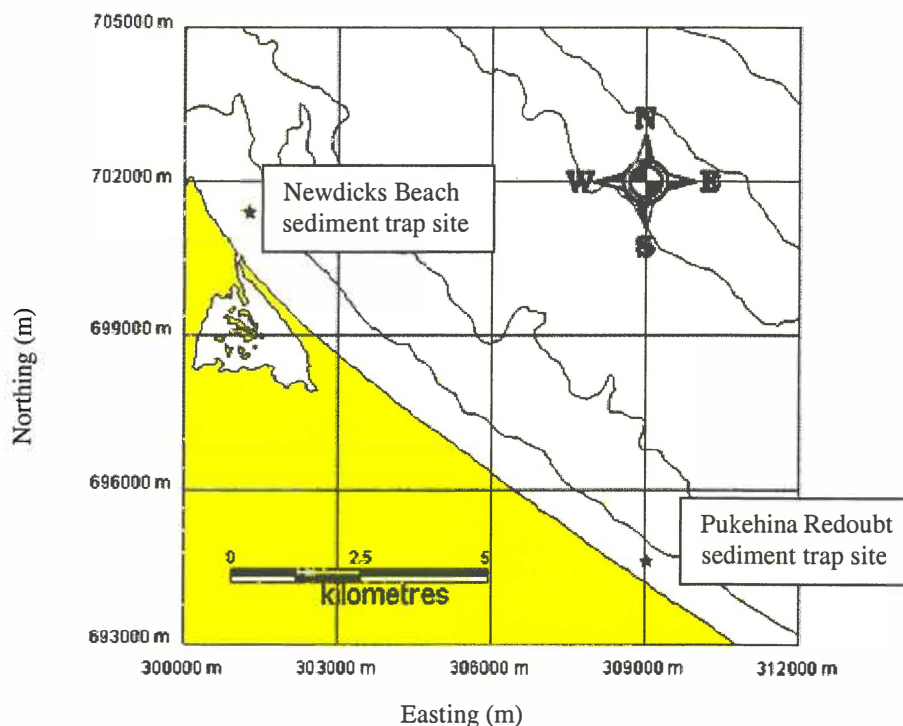 705000 m
N
702000 m
W
E
S
Newdicks Beach
sediment trap site
699000 m
Northing (m)
696000 m
Pukehina Redoubt
sediment trap site
0 2.5 5
kilometres
693000 m
300000 m 303000 m 306000 m 309000 m 312000 m
Easting (m)